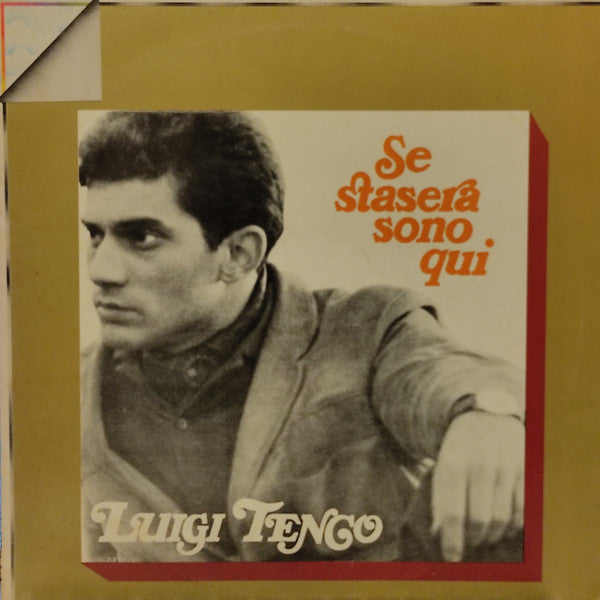 Se
stasera
sono
qui
LUIGI TENCO